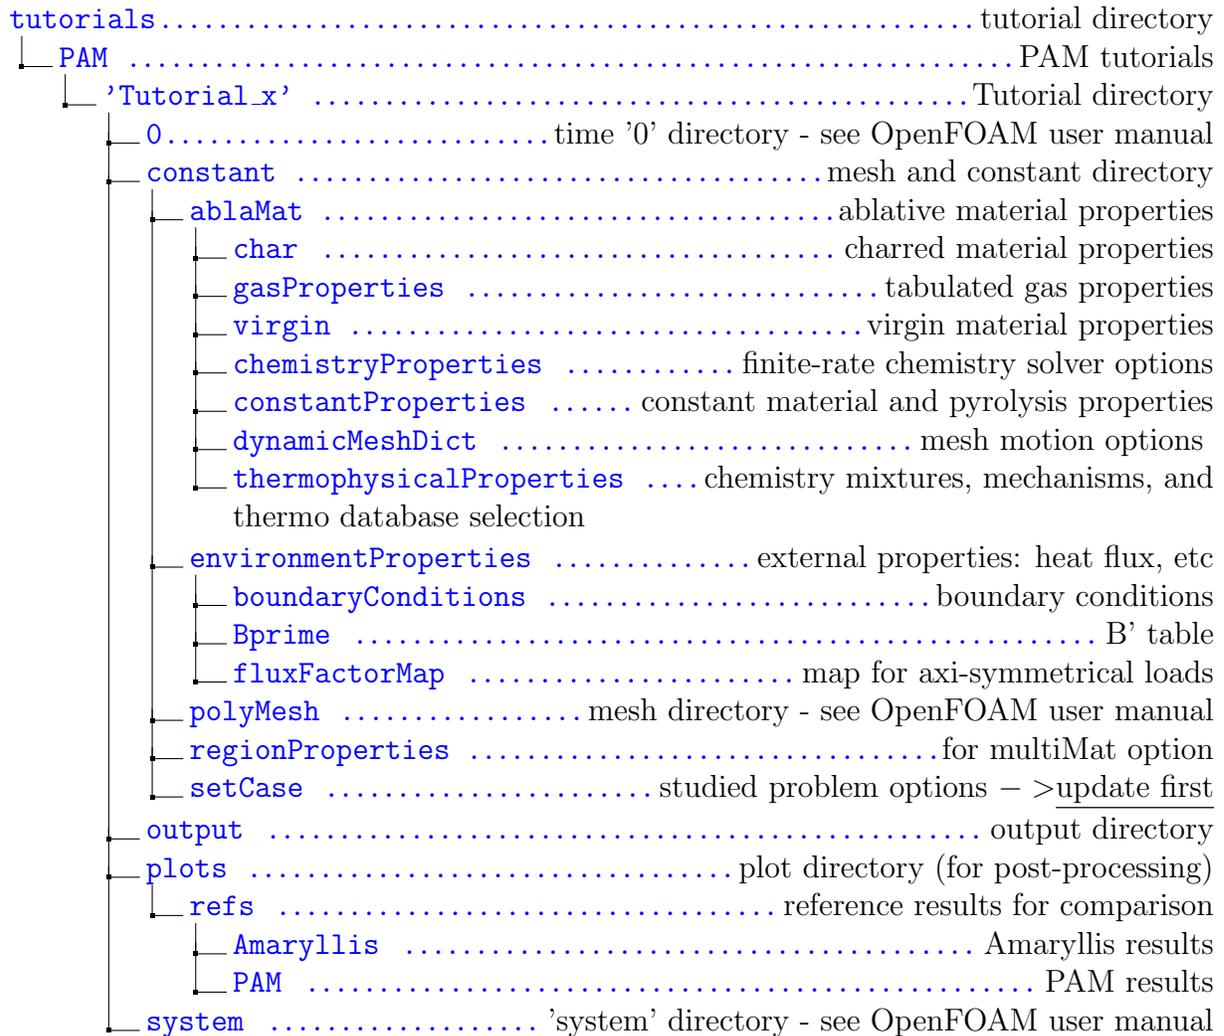 tutorials.......................................................tutorial directory
PAM ............................................................PAM tutorials
'Tutorial_x' ............................................Tutorial directory
0..........................time '0' directory - see OpenFOAM user manual
constant ....................................mesh and constant directory
ablaMat ...................................ablative material properties
char ................................... charred material properties
gasProperties ............................tabulated gas properties
virgin ...................................virgin material properties
chemistryProperties ............ finite-rate chemistry solver options
constantProperties ...... constant material and pyrolysis properties
dynamicMeshDict ............................ mesh motion options
thermophysicalProperties ....chemistry mixtures, mechanisms, and
thermo database selection
environmentProperties ..............external properties: heat flux, etc
boundaryConditions ..........................boundary conditions
Bprime ................................................... B' table
fluxFactorMap ...................... map for axi-symmetrical loads
polyMesh .................mesh directory - see OpenFOAM user manual
regionProperties ................................for multiMat option
setCase ......................studied problem options − >update first
output ................................................ output directory
plots .................................plot directory (for post-processing)
refs .................................. reference results for comparison
Amaryllis ....................................... Amaryllis results
PAM ................................................. PAM results
system .................. 'system' directory - see OpenFOAM user manual